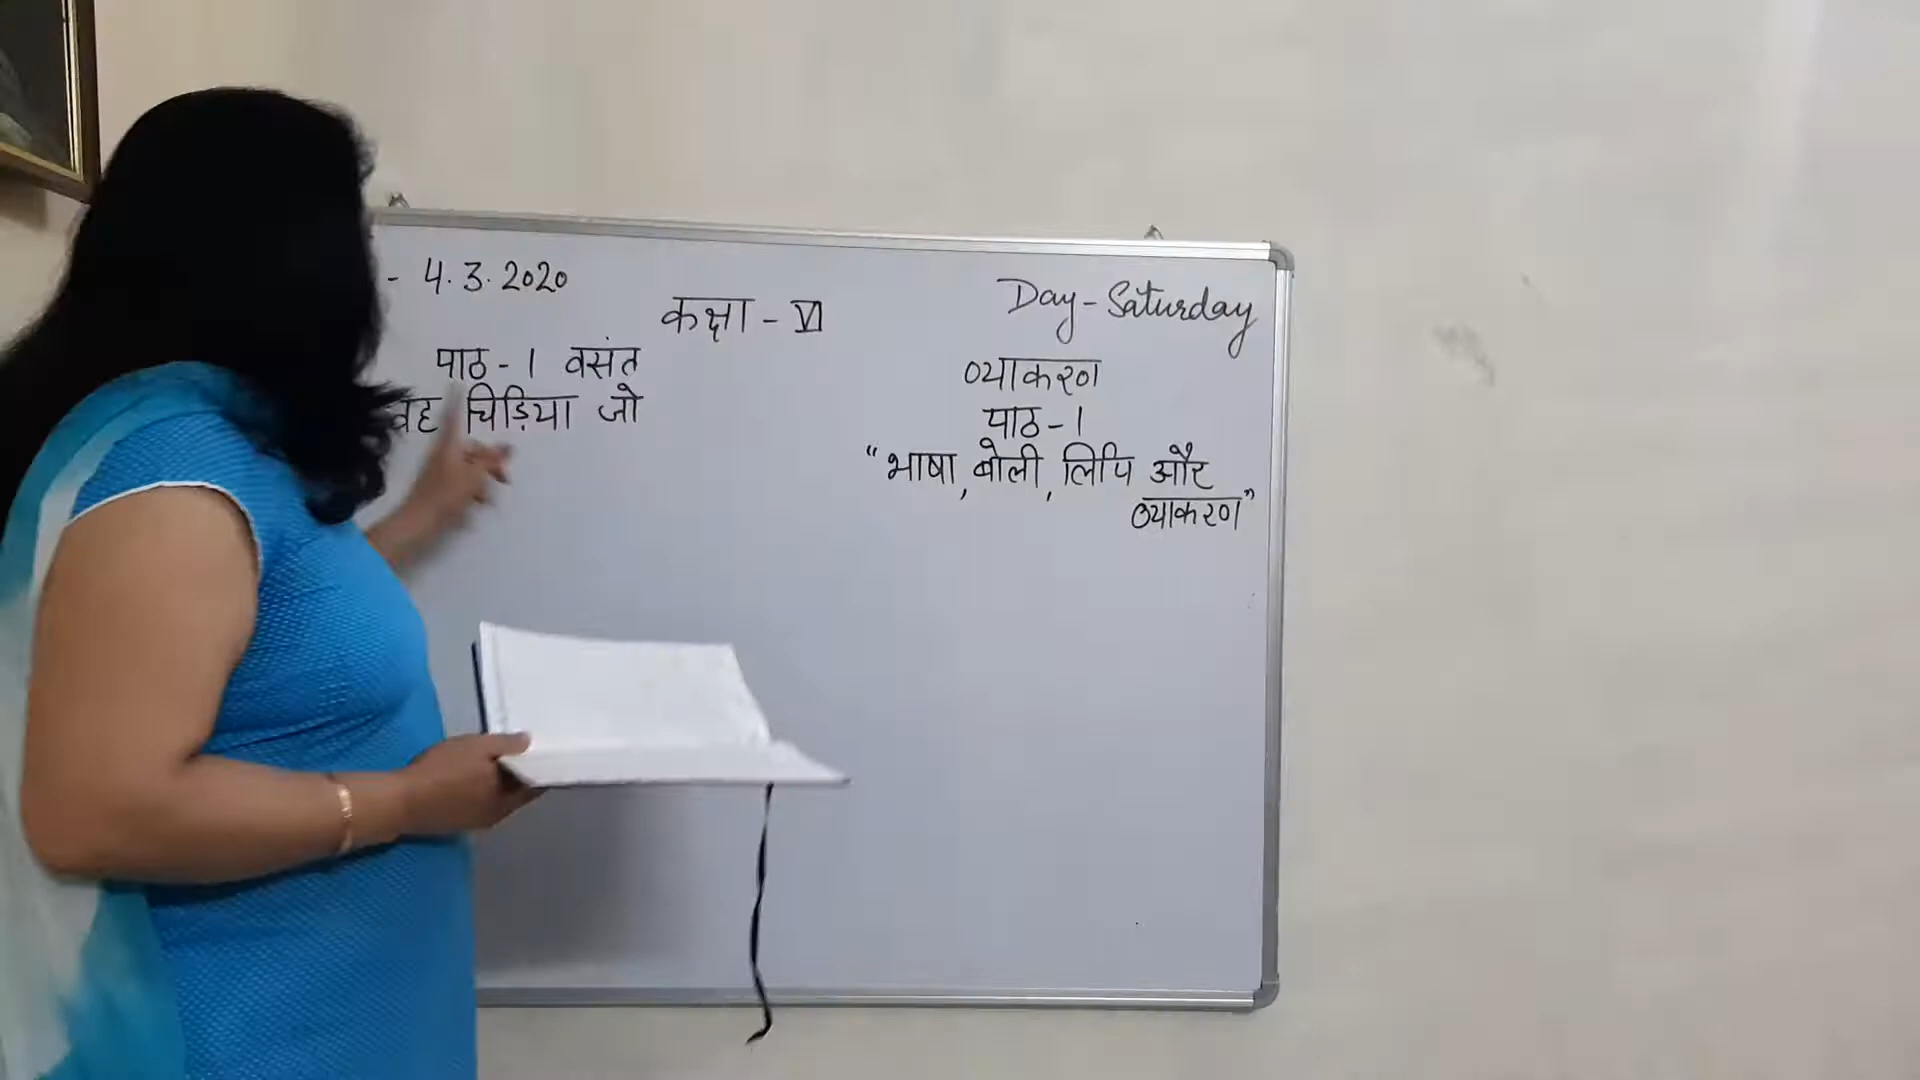 - 4.3.2020
Day-Saturday
कक्षा - VI
पाठ-1 वसंत
वह चिड़िया जो
व्याकरण
पाठ-1
"भाषा, बोली, लिपि और
व्याकरण"